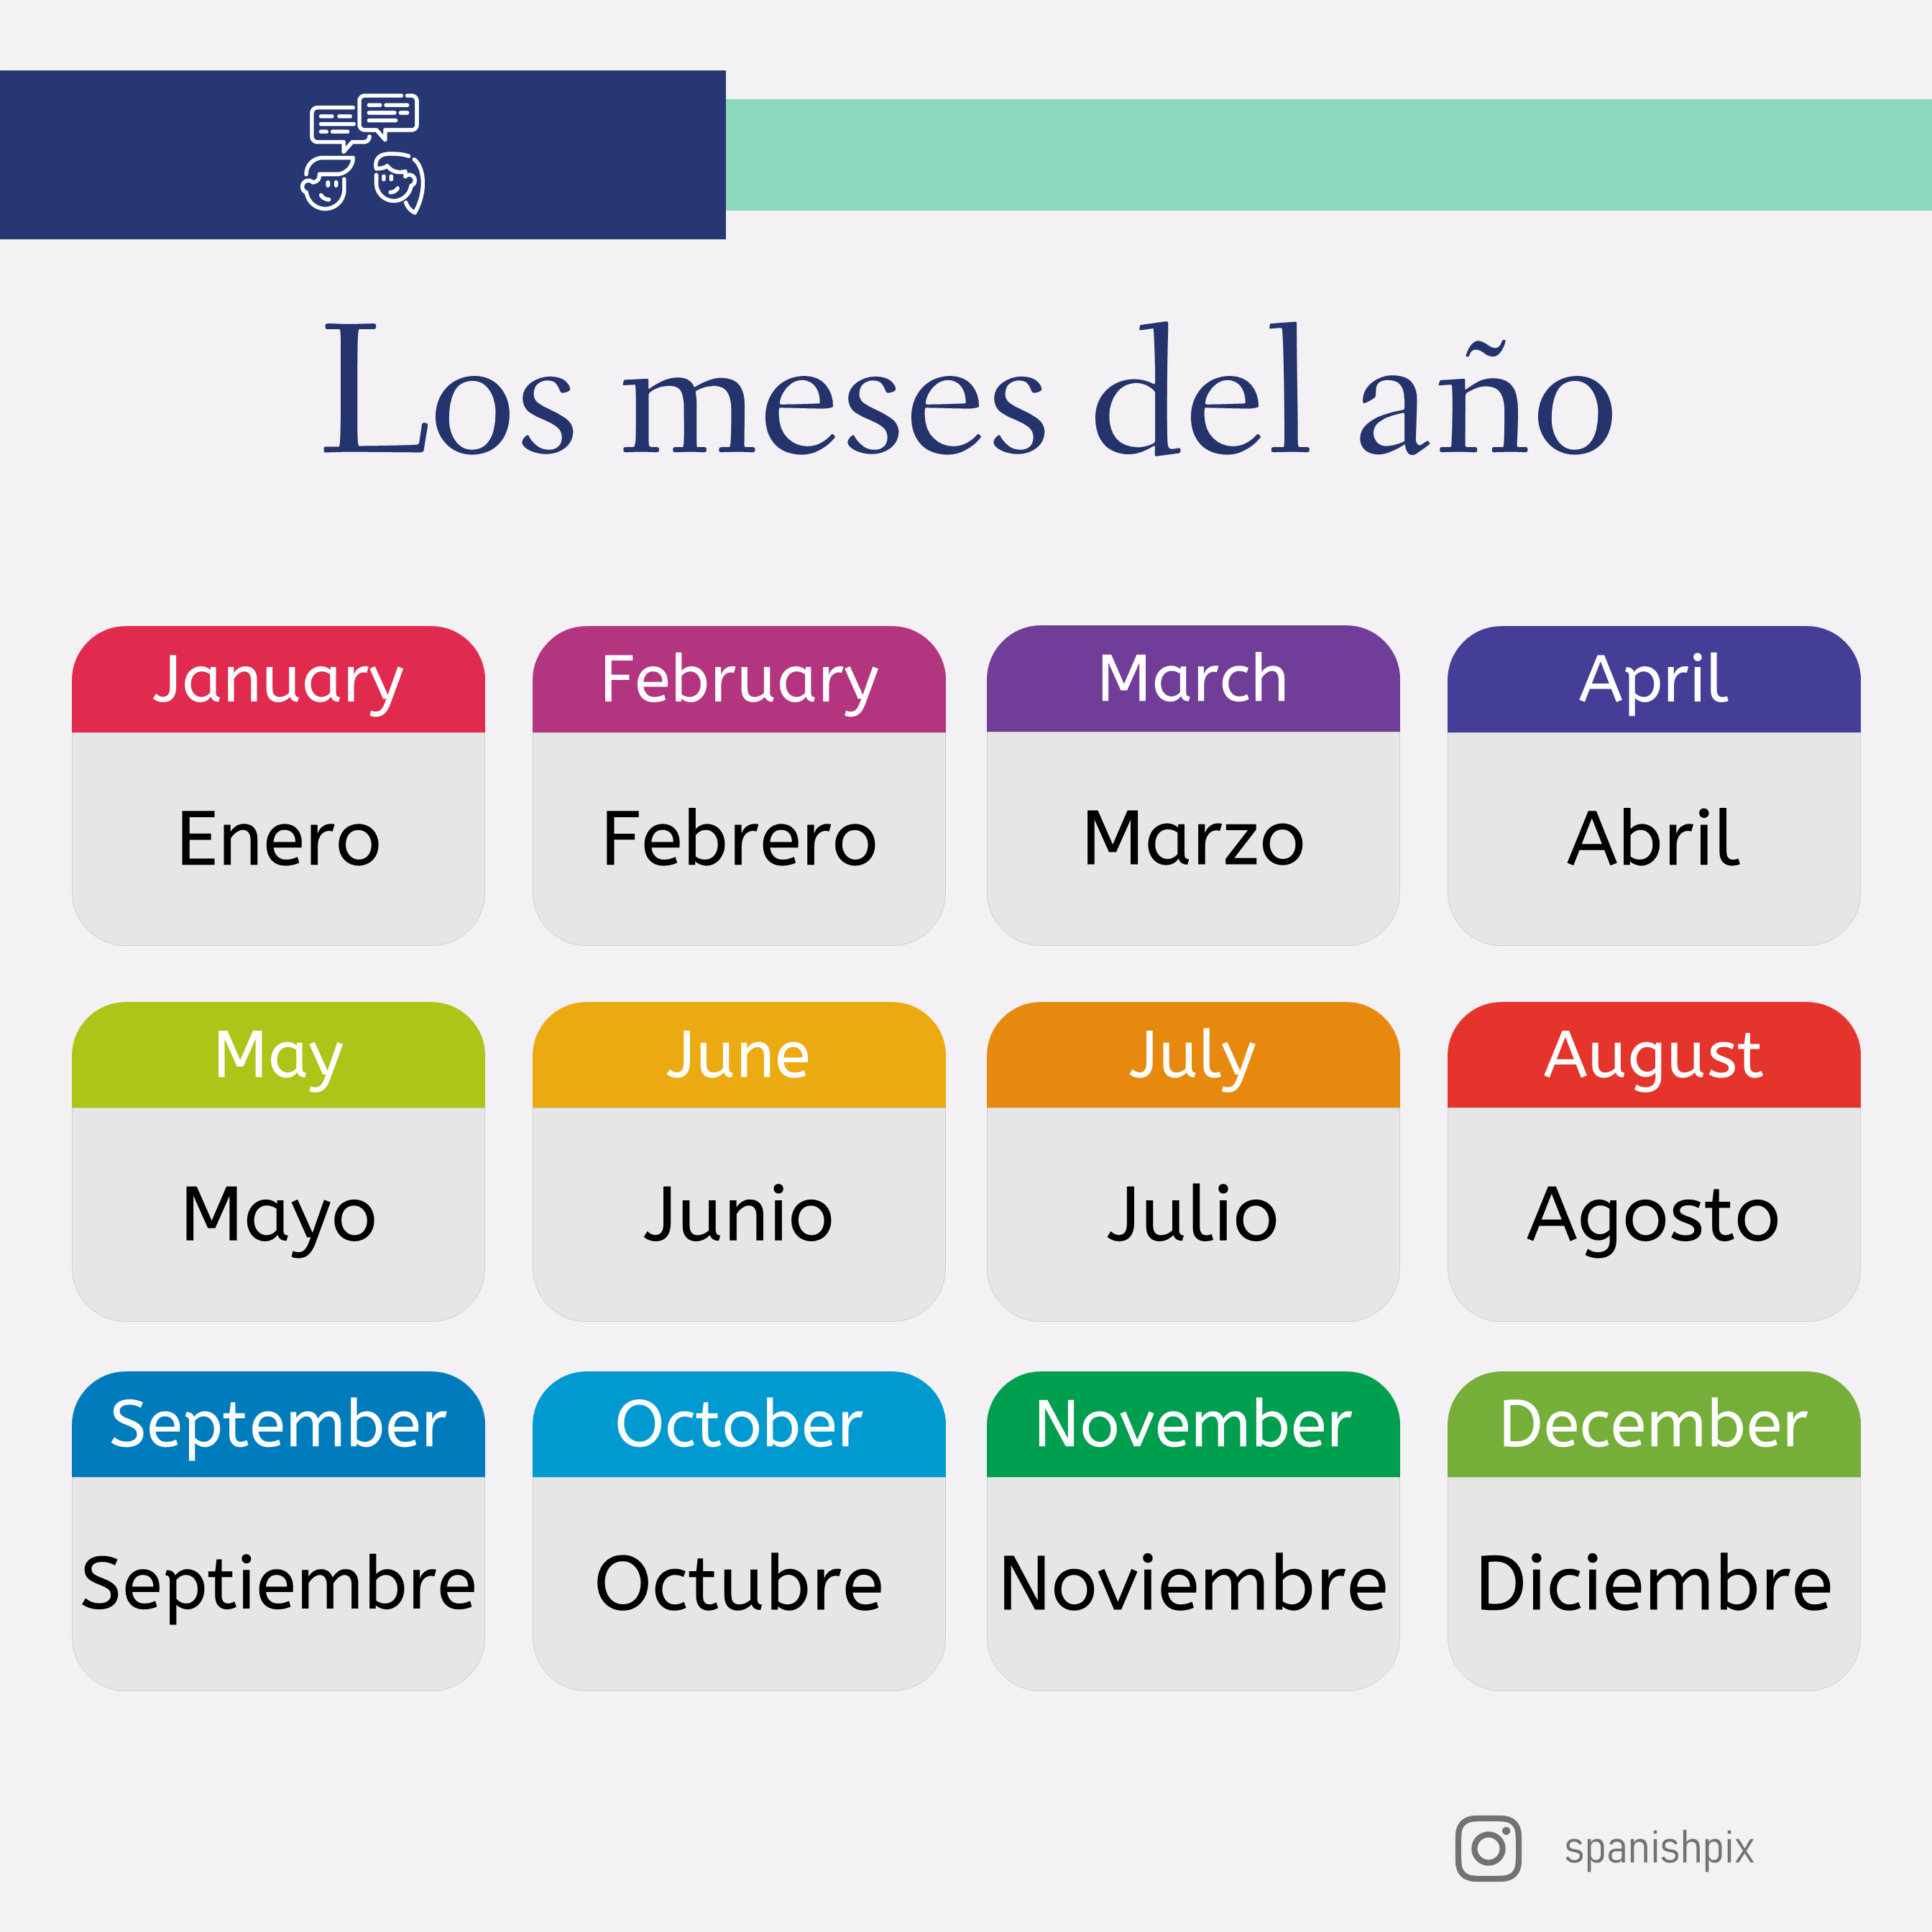 Los meses del año
January
February
March
April
Enero
Febrero
Marzo
Abril
May
June
July
August
Mayo
Junio
Julio
Agosto
September
October
November
December
Septiembre
Octubre
Noviembre
Diciembre
spanishpix